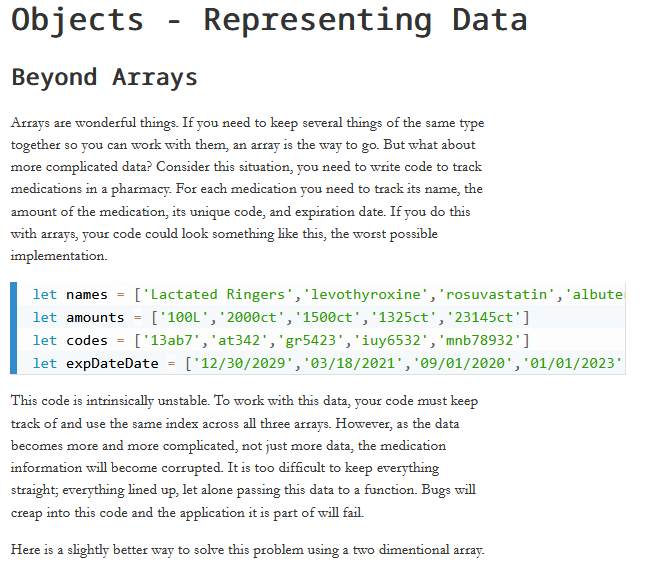 Objects - Representing Data
Beyond Arrays
Arrays are wonderful things. If you need to keep several things of the same type
together so you can work with them, an array is the way to go. But what about
more complicated data? Consider this situation, you need to write code to track
medications in a pharmacy. For each medication you need to track its name, the
amount of the medication, its unique code, and expiration date. If you do this
with arrays, your code could look something like this, the worst possible
implementation.
let names = ['Lactated Ringers','levothyroxine','rosuvastatin','albute
let amounts = ['100L','2000ct','1500ct','1325ct','23145ct']
let codes = ['13ab7','at342','gr5423','iuy6532','mnb78932']
let expDateDate = ['12/30/2029','03/18/2021','09/01/2020','01/01/2023'
This code is intrinsically unstable. To work with this data, your code must keep
track of and use the same index across all three arrays. However, as the data
becomes more and more complicated, not just more data, the medication
information will become corrupted. It is too difficult to keep everything
straight; everything lined up, let alone passing this data to a function. Bugs will
creap into this code and the application it is part of will fail.
Here is a slightly better way to solve this problem using a two dimentional array.